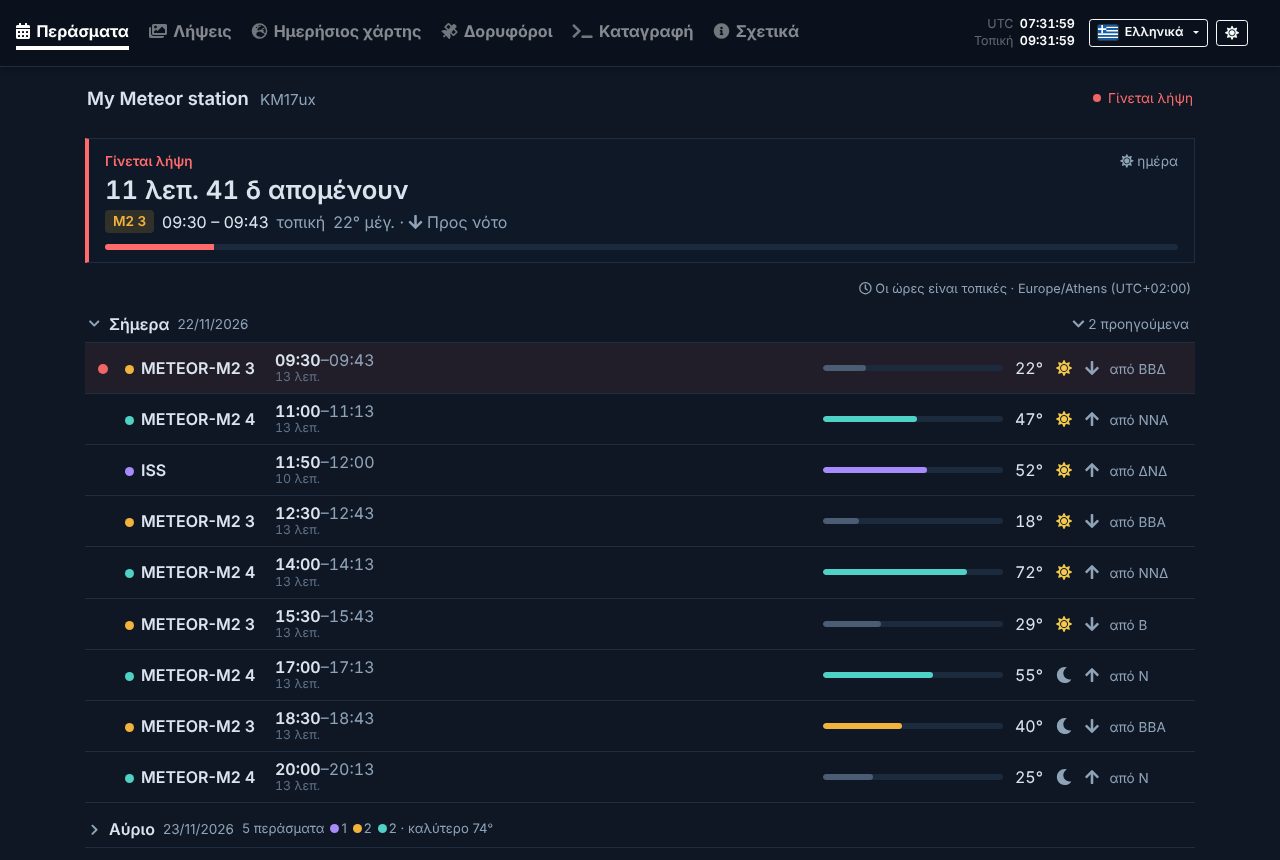 Περάσματα Λήψεις Ημερήσιος χάρτης Δορυφόροι Καταγραφή Σχετικά UTC 07:31:59 Ελληνικά
Τοπική 09:31:59
My Meteor station KM17ux Γίνεται λήψη
Γίνεται λήψη ημέρα
11 λεπ. 41 δ απομένουν
M2 3 09:30 – 09:43 τοπική 22° μέγ. · Προς νότο
Οι ώρες είναι τοπικές · Europe/Athens (UTC+02:00)
Σήμερα 22/11/2026 2 προηγούμενα
METEOR-M2 3 09:30–09:43 22° από ΒΒΔ
13 λεπ.
METEOR-M2 4 11:00–11:13 47° από ΝΝΑ
13 λεπ.
ISS 11:50–12:00 52° από ΔΝΔ
10 λεπ.
METEOR-M2 3 12:30–12:43 18° από ΒΒΑ
13 λεπ.
METEOR-M2 4 14:00–14:13 72° από ΝΝΔ
13 λεπ.
METEOR-M2 3 15:30–15:43 29° από Β
13 λεπ.
METEOR-M2 4 17:00–17:13 55° από Ν
13 λεπ.
METEOR-M2 3 18:30–18:43 40° από ΒΒΑ
13 λεπ.
METEOR-M2 4 20:00–20:13 25° από Ν
13 λεπ.
Αύριο 23/11/2026 5 περάσματα 1 2 2 · καλύτερο 74°